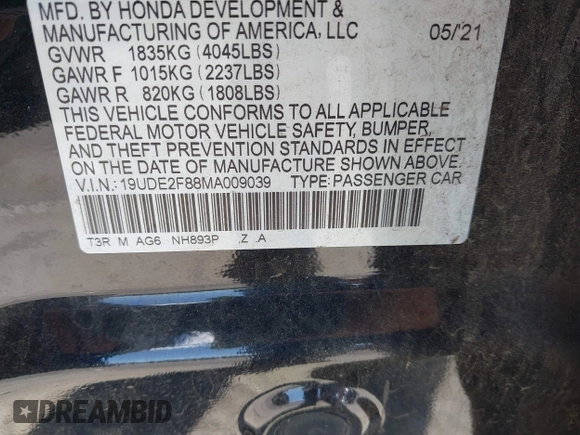 MFD. BY HONDA DEVELOPMENT &
MANUFACTURING OF AMERICA, LLC 05/21
GVWR 1835KG (4045LBS)
GAWR F 1015KG (2237LBS)
GAWR R 820KG (1808LBS)
THIS VEHICLE CONFORMS TO ALL APPLICABLE
FEDERAL MOTOR VEHICLE SAFETY, BUMPER,
AND THEFT PREVENTION STANDARDS IN EFFECT
ON THE DATE OF MANUFACTURE SHOWN ABOVE.
V.I.N.: 19UDE2F88MA009039 TYPE: PASSENGER CAR
T3R M AG6 NH893P .Z .A
DREAMBID